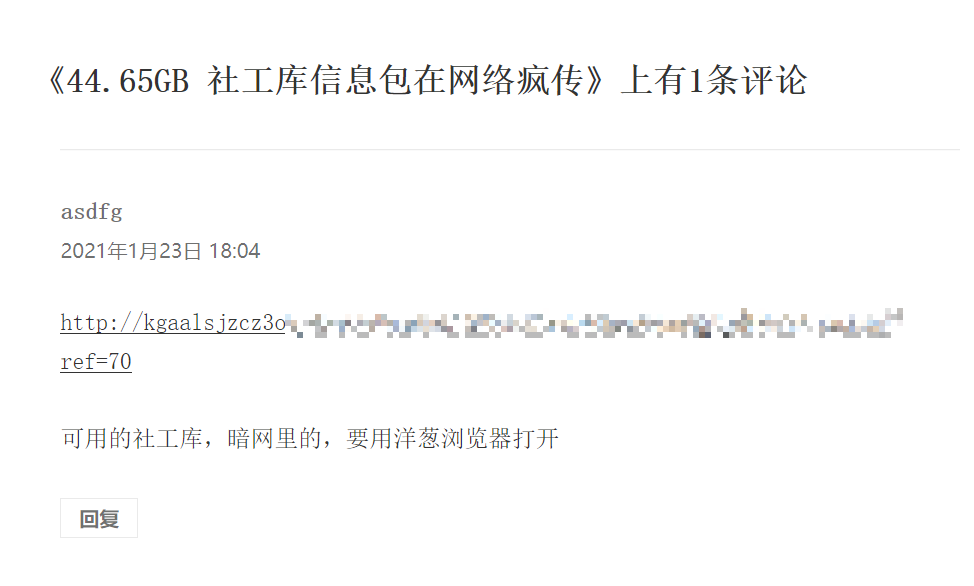 《44.65GB 社工库信息包在网络疯传》上有1条评论
asdfg
2021年1月23日 18:04
http://kgaalsjzcz3o
ref=70
可用的社工库，暗网里的，要用洋葱浏览器打开
回复